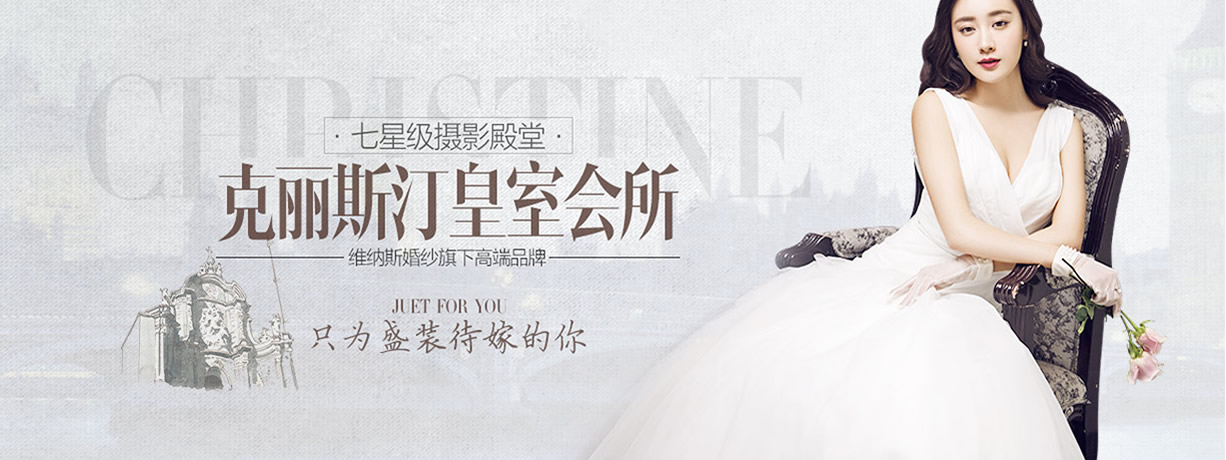 CHRISTINE
·七星级摄影殿堂·
克丽斯汀皇室会所
维纳斯婚纱旗下高端品牌
JUET FOR YOU
只为盛装待嫁的你